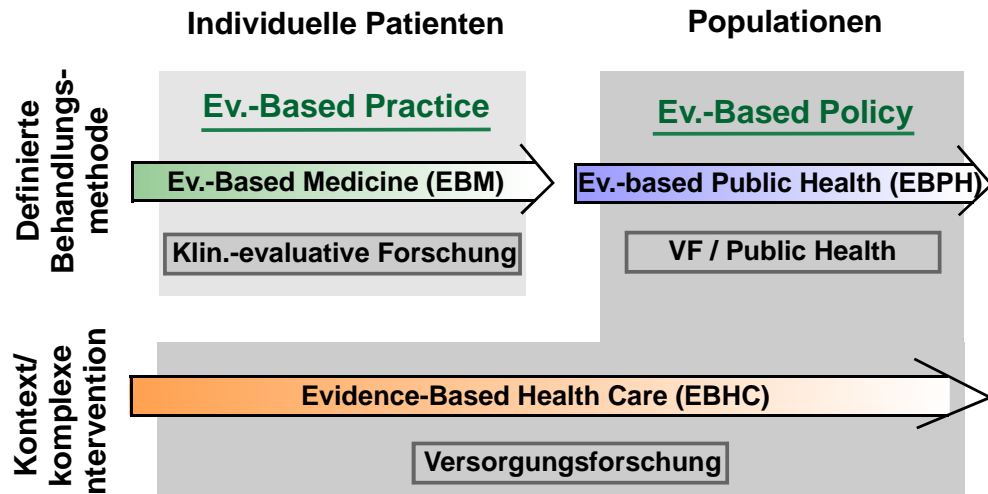 Individuelle Patienten
Populationen
Definierte
Behandlungs-
methode
Ev.-Based Practice
Ev.-Based Policy
Ev.-Based Medicine (EBM)
Ev.-based Public Health (EBPH)
Klin.-evaluative Forschung
VF / Public Health
Kontext/
komplexe
ntervention
Evidence-Based Health Care (EBHC)
Versorgungsforschung